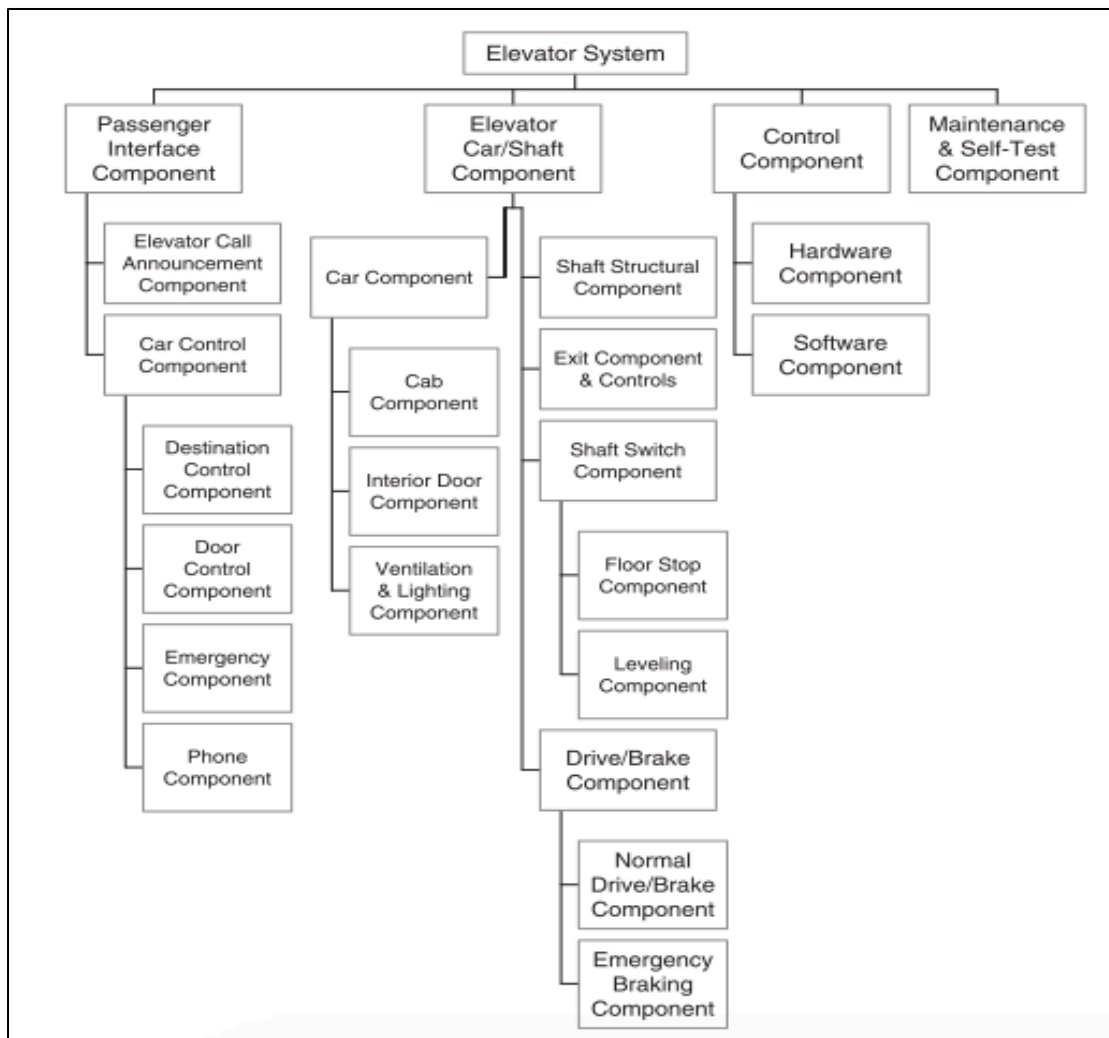 Elevator System
Passenger
Interface
Component
Elevator
Car/Shaft
Component
Control
Component
Maintenance
& Self-Test
Component
Elevator Call
Announcement
Component
Car Control
Component
Destination
Control
Component
Door
Control
Component
Emergency
Component
Phone
Component
Car Component
Cab
Component
Interior Door
Component
Ventilation
& Lighting
Component
Shaft Structural
Component
Exit Component
& Controls
Shaft Switch
Component
Floor Stop
Component
Leveling
Component
Drive/Brake
Component
Normal
Drive/Brake
Component
Emergency
Braking
Component
Hardware
Component
Software
Component